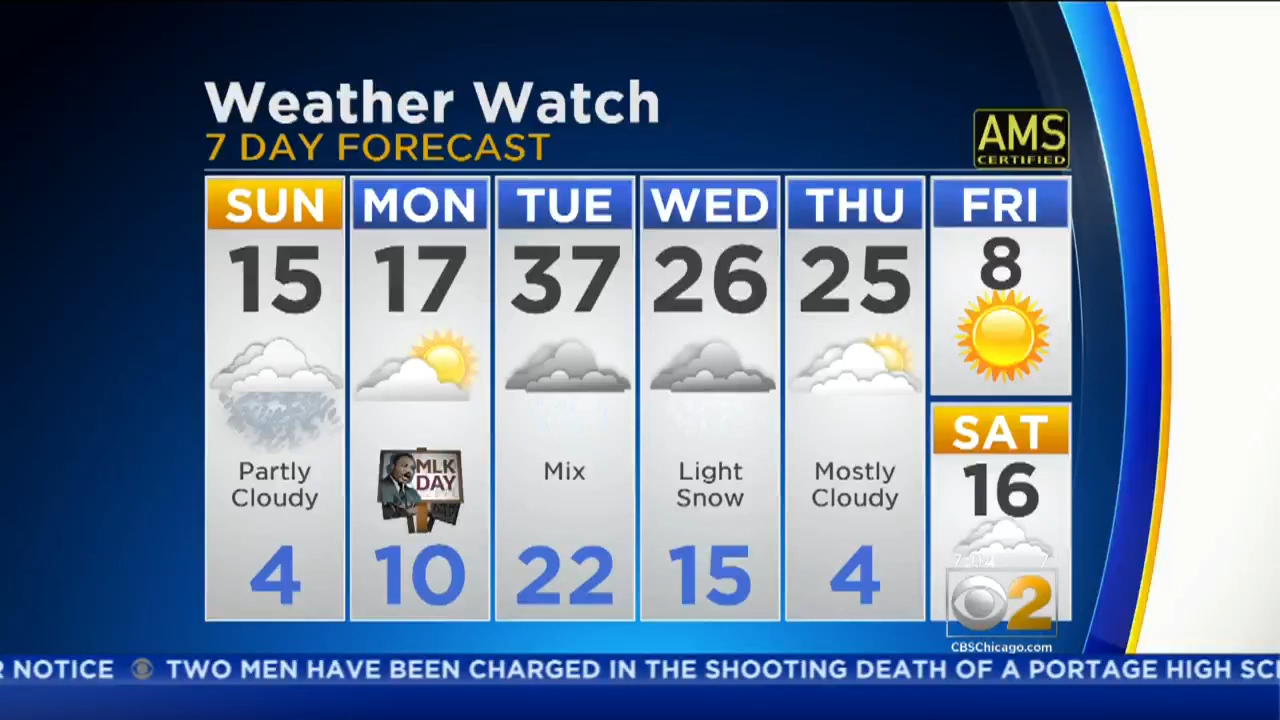 Weather Watch
7 DAY FORECAST
AMS
CERTIFIED
SUN
15
Partly
Cloudy
4
MON
17
MLK
DAY
10
TUE
37
Mix
22
WED
26
Light
Snow
15
THU
25
Mostly
Cloudy
4
FRI
8
SAT
16
2
CBSChicago.com
R NOTICE TWO MEN HAVE BEEN CHARGED IN THE SHOOTING DEATH OF A PORTAGE HIGH SC